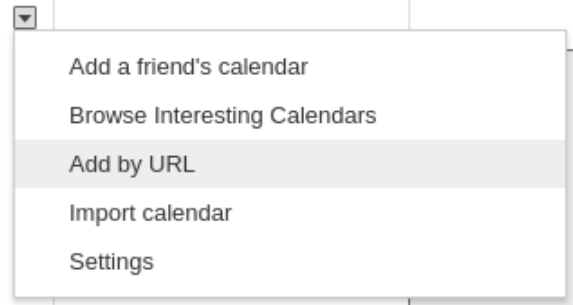 Add a friend's calendar
Browse Interesting Calendars
Add by URL
Import calendar
Settings